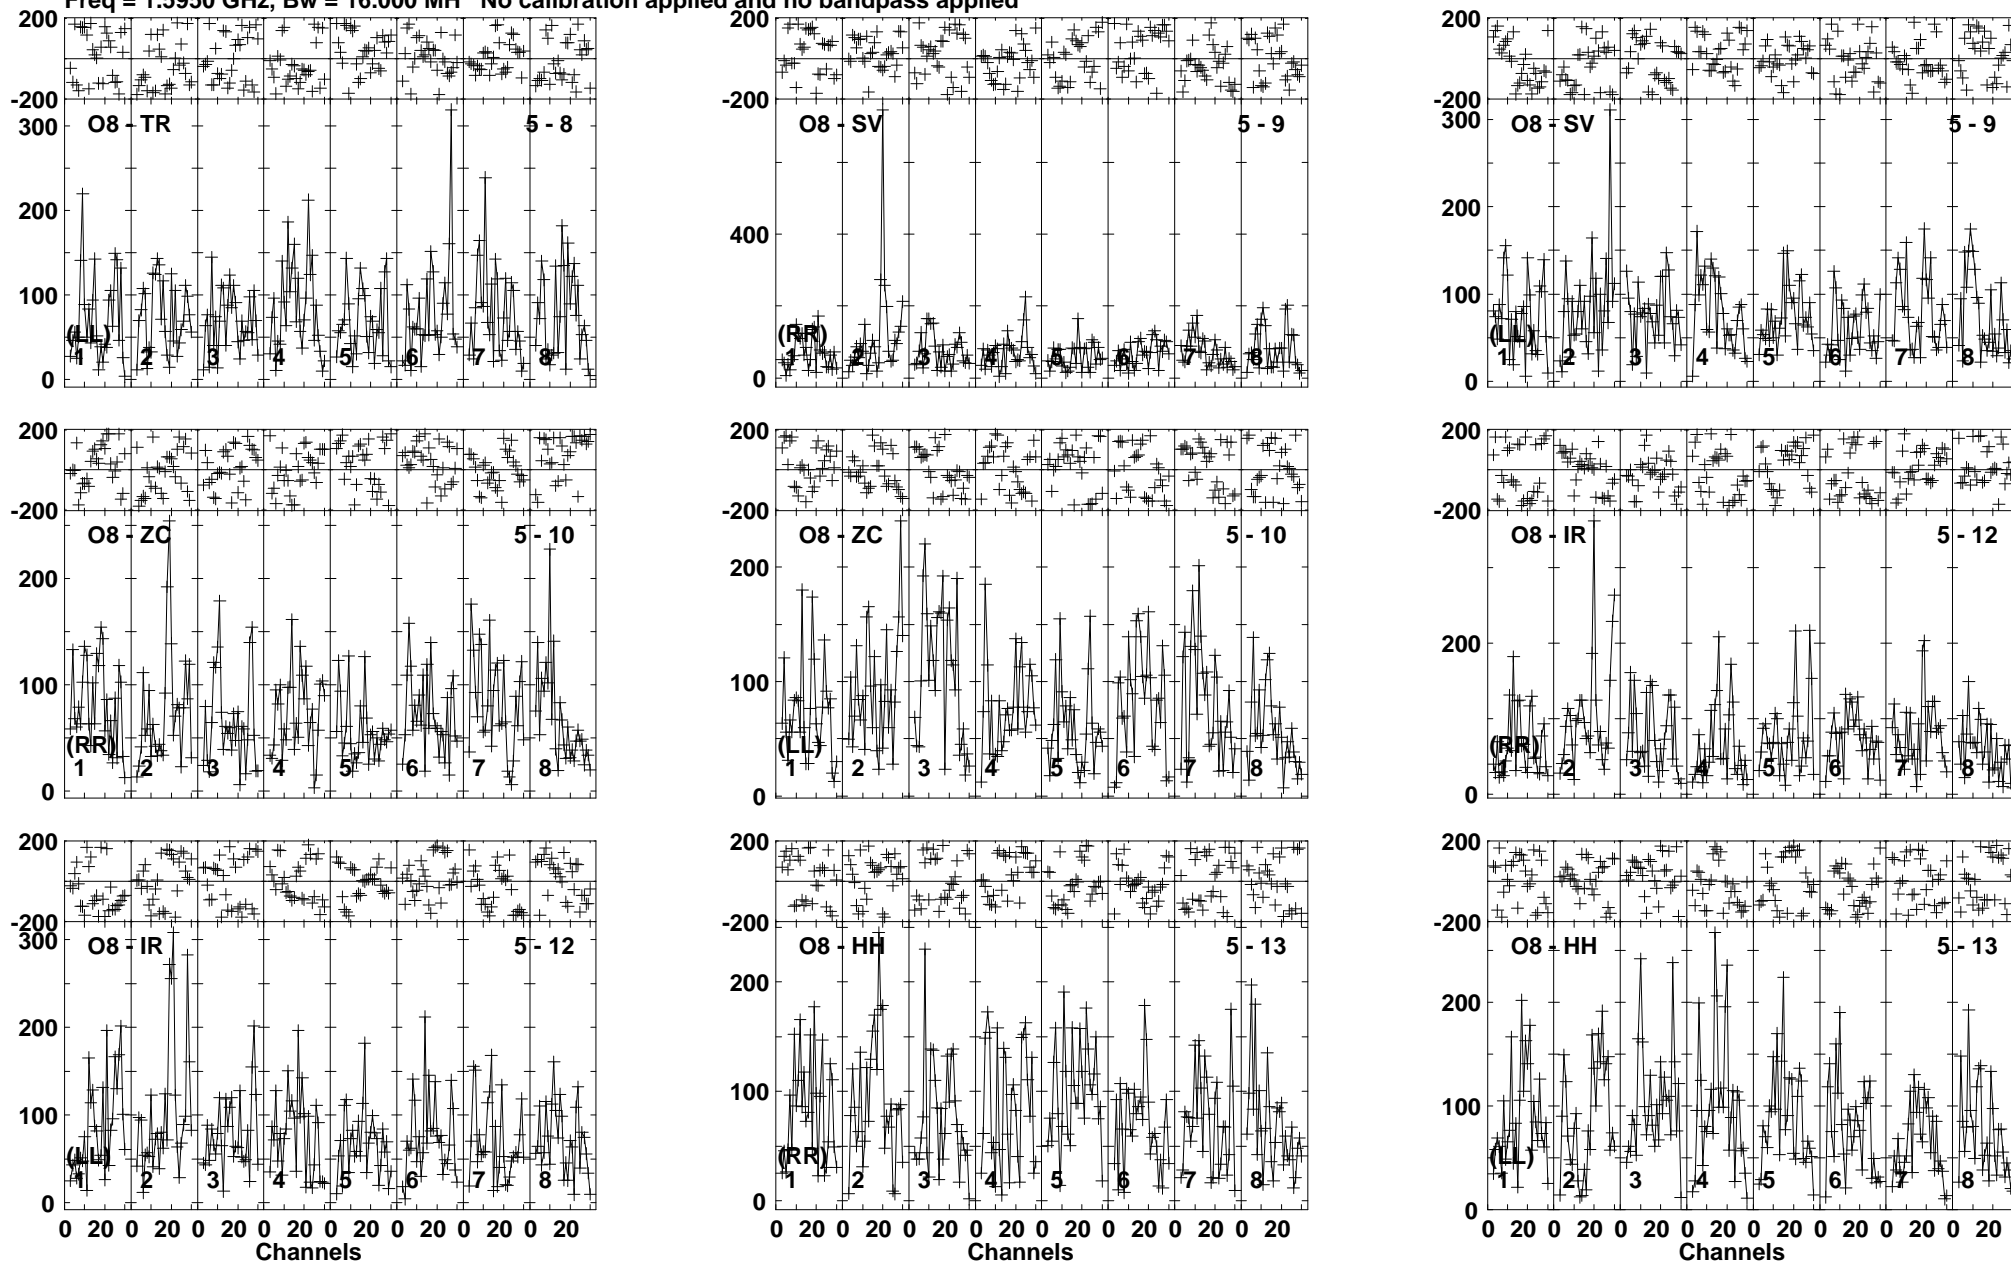 Freq = 1.5950 GHz, Bw = 16.000 MH No calibration applied and no bandpass applied
200 200 200
-200 -200 -200
O8 - TR 5 - 8 O8 - SV 5 - 9 O8 - SV 5 - 9
300 300
200 400 200
100 100
(LL) (RR) (LL)
1 2 3 4 5 6 7 8 1 2 3 4 5 6 7 8 1 2 3 4 5 6 7 8
0 0 0
200 200 200
-200 -200 -200
O8 - ZC 5 - 10 O8 - ZC 5 - 10 O8 - IR 5 - 12
200 200 200
100 100
(RR) (LL) (RR)
1 2 3 4 5 6 7 8 1 2 3 4 5 6 7 8 1 2 3 4 5 6 7 8
0 0 0
200 200 200
-200 -200 -200
O8 - IR 5 - 12 O8 - HH 5 - 13 O8 - HH 5 - 13
300
200 200 200
100 100 100
(LL) (RR) (LL)
1 2 3 4 5 6 7 8 1 2 3 4 5 6 7 8 1 2 3 4 5 6 7 8
0 0 0
0 20 0 20 0 20 0 20 0 20 0 20 0 20 0 20 0 20 0 20 0 20 0 20 0 20 0 20 0 20 0 20 0 20 0 20 0 20 0 20 0 20 0 20 0 20 0 20
Channels Channels